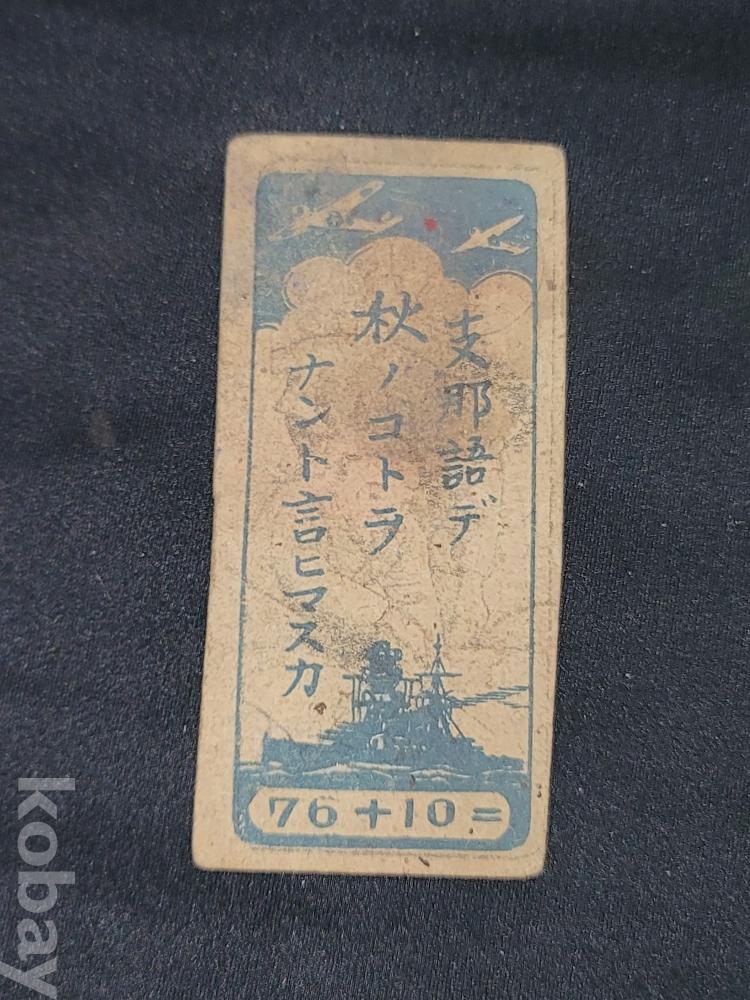 支那語デ
秋ノコトヲ
ナント言ヒマスカ
76+10=
kobay